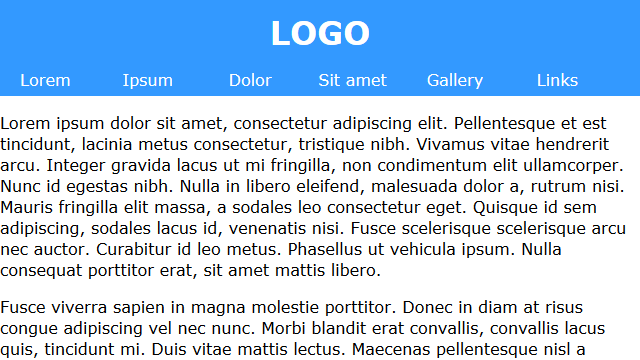 LOGO
Lorem Ipsum Dolor Sit amet Gallery Links
Lorem ipsum dolor sit amet, consectetur adipiscing elit. Pellentesque et est
tincidunt, lacinia metus consectetur, tristique nibh. Vivamus vitae hendrerit
arcu. Integer gravida lacus ut mi fringilla, non condimentum elit ullamcorper.
Nunc id egestas nibh. Nulla in libero eleifend, malesuada dolor a, rutrum nisi.
Mauris fringilla elit massa, a sodales leo consectetur eget. Quisque id sem
adipiscing, sodales lacus id, venenatis nisi. Fusce scelerisque scelerisque arcu
nec auctor. Curabitur id leo metus. Phasellus ut vehicula ipsum. Nulla
consequat porttitor erat, sit amet mattis libero.
Fusce viverra sapien in magna molestie porttitor. Donec in diam at risus
congue adipiscing vel nec nunc. Morbi blandit erat convallis, convallis lacus
quis, tincidunt mi. Duis vitae mattis lectus. Maecenas pellentesque nisl a